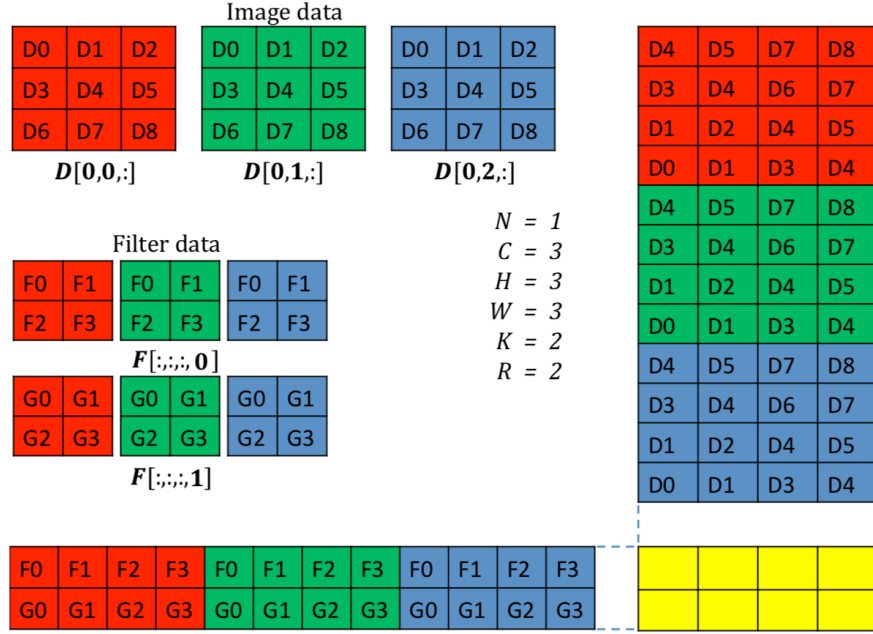 Image data
D0 D1 D2 D0 D1 D2 D0 D1 D2
D3 D4 D5 D3 D4 D5 D3 D4 D5
D6 D7 D8 D6 D7 D8 D6 D7 D8
D[0,0,:] D[0,1,:] D[0,2,:]
Filter data
F0 F1 F0 F1 F0 F1
F2 F3 F2 F3 F2 F3
F[:,:,:,0]
G0 G1 G0 G1 G0 G1
G2 G3 G2 G3 G2 G3
F[:,:,:,1]
N = 1
C = 3
H = 3
W = 3
K = 2
R = 2
D4 D5 D7 D8
D3 D4 D6 D7
D1 D2 D4 D5
D0 D1 D3 D4
D4 D5 D7 D8
D3 D4 D6 D7
D1 D2 D4 D5
D0 D1 D3 D4
D4 D5 D7 D8
D3 D4 D6 D7
D1 D2 D4 D5
D0 D1 D3 D4
F0 F1 F2 F3 F0 F1 F2 F3 F0 F1 F2 F3
G0 G1 G2 G3 G0 G1 G2 G3 G0 G1 G2 G3